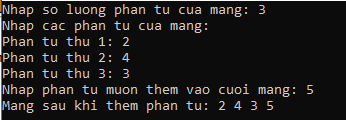 Nhap so luong phan tu cua mang: 3
Nhap cac phan tu cua mang:
Phan tu thu 1: 2
Phan tu thu 2: 4
Phan tu thu 3: 3
Nhap phan tu muon them vao cuoi mang: 5
Mang sau khi them phan tu: 2 4 3 5